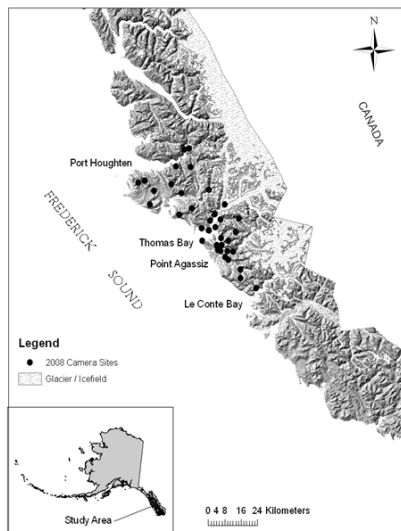 N
CANADA
Port Houghten
FREDERICK
SOUND
Thomas Bay
Point Agassiz
Le Conte Bay
Legend
2008 Camera Sites
Glacier / Icefield
Study Area
0 4 8 16 24 Kilometers